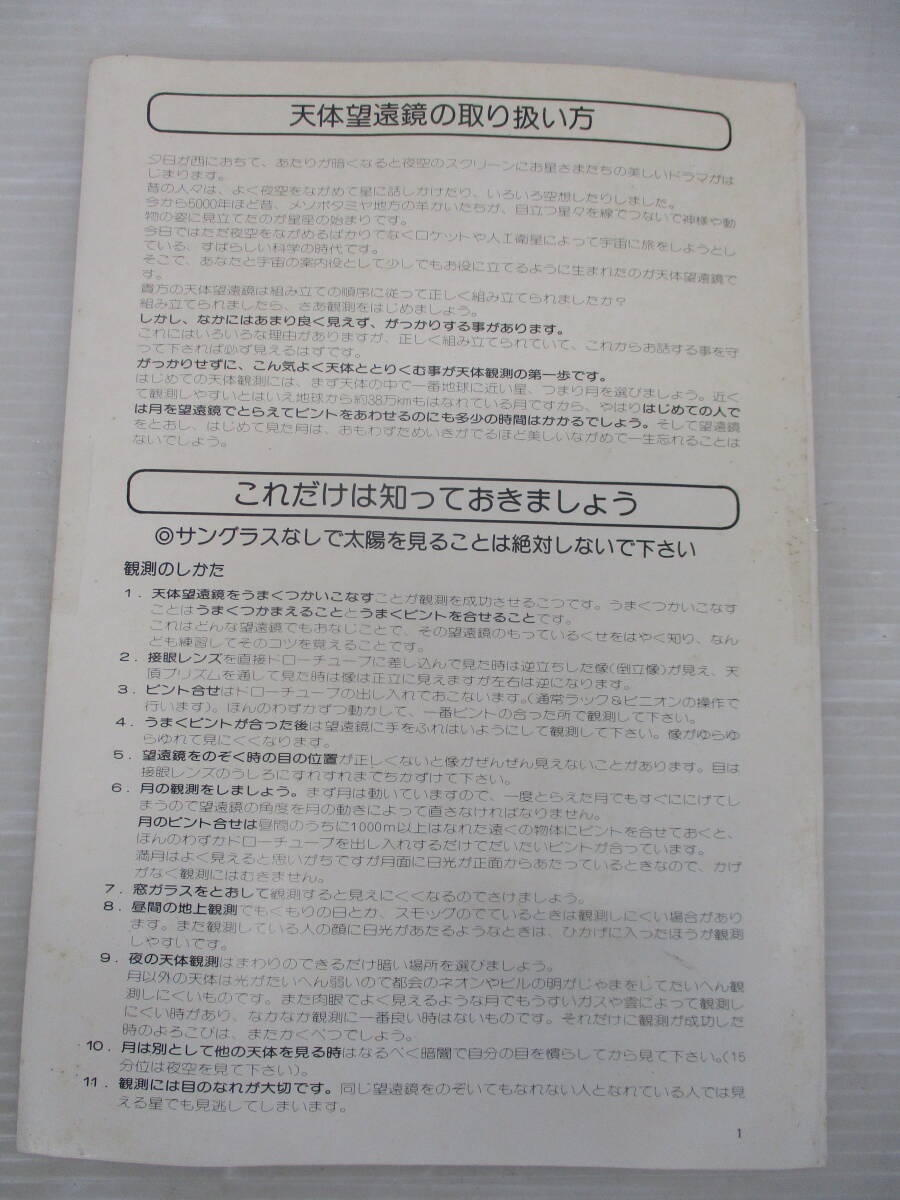 天体望遠鏡の取り扱い方
夕日が西におちて、あたりが暗くなると夜空のスクリーンにお星さまたちの美しいドラマがは
じまります。
昔の人々は、よく夜空をながめて星に話しかけたり、いろいろ空想したりしました。
今から5000年ほど昔、メソポタミヤ地方の羊かいたちが、目立つ星々を線でつないで神様や動
物の姿に見立てたのが星座の始まりです。
今日ではただ夜空をながめるばかりでなくロケットや人工衛星によって宇宙に旅をしようとし
ている、すばらしい科学の時代です。
そこで、あなたと宇宙の案内役として少しでもお役に立てるように生まれたのが天体望遠鏡で
す。
貴方の天体望遠鏡は組み立ての順序に従って正しく組み立てられましたか?
組み立てられましたら、さあ観測をはじめましょう。
しかし、なかにはあまり良く見えず、がっかりする事があります。
これにはいろいろな理由がありますが、正しく組み立てられていて、これからお話する事を守
って下されば必ず見えるはずです。
がっかりせずに、こん気よく天体ととりくむ事が天体観測の第一歩です。
はじめての天体観測には、まず天体の中で一番地球に近い星、つまり月を選びましょう。近く
て観測しやすいとはいえ地球から約38万kmもはなれている月ですから、やはりはじめての人で
は月を望遠鏡でとらえてピントをあわせるのにも多少の時間はかかるでしょう。そして望遠鏡
をとおし、はじめて見た月は、おもわずためいきがでるほど美しいながめで一生忘れることは
ないでしょう。
これだけは知っておきましょう
◎サングラスなしで太陽を見ることは絶対しないで下さい
観測のしかた
1．天体望遠鏡をうまくつかいこなすことが観測を成功させるこつです。うまくつかいこなす
ことはうまくつかまえることとうまくピントを合せることです。
これはどんな望遠鏡でもおなじことで、その望遠鏡のもっているくせをはやく知り、なん
ども練習してそのコツを覚えることです。
2．接眼レンズを直接ドローチューブに差し込んで見た時は逆立ちした像(倒立像)が見え、天
頂プリズムを通して見た時は像は正立に見えますが左右は逆になります。
3．ピント合せはドローチューブの出し入れでおこないます。(通常ラック＆ピニオンの操作で
行います)。ほんのわずかずつ動かして、一番ピントの合った所で観測して下さい。
4．うまくピントが合った後は望遠鏡に手をふれはいようにして観測して下さい。像がゆらゆ
らゆれて見にくくなります。
5．望遠鏡をのぞく時の目の位置が正しくないと像がぜんぜん見えないことがあります。目は
接眼レンズのうしろにすれすれまでちかずけて下さい。
6．月の観測をしましょう。まず月は動いていますので、一度とらえた月でもすぐににげてし
まうので望遠鏡の角度を月の動きによって直さなければなりません。
月のピント合せは昼間のうちに1000m以上はなれた遠くの物体にピントを合せておくと、
ほんのわずかドローチューブを出し入れするだけでだいたいピントが合っています。
満月はよく見えると思いがちですが月面に日光が正面からあたっているときなので、かげ
がなく観測にはむきません。
7．窓ガラスをとおして観測すると見えにくくなるのでさけましょう。
8．昼間の地上観測でもくもりの日とか、スモッグのでているときは観測しにくい場合があり
ます。また観測している人の顔に日光があたるようなときは、ひかげに入ったほうが観測
しやすいです。
9．夜の天体観測はまわりのできるだけ暗い場所を選びましょう。
月以外の天体は光がたいへん弱いので都会のネオンやビルの明がじゃまをしてたいへん観
測しにくいものです。また肉眼でよく見えるような月でもうすいガスや雲によって観測し
にくい時があり、なかなか観測に一番良い時はないものです。それだけに観測が成功した
時のよろこびは、またかくべつでしょう。
10．月は別として他の天体を見る時はなるべく暗闇で自分の目を慣らしてから見て下さい。(15
分位は夜空を見て下さい)。
11．観測には目のなれが大切です。同じ望遠鏡をのぞいてもなれない人となれている人では見
える星でも見逃してしまいます。
1